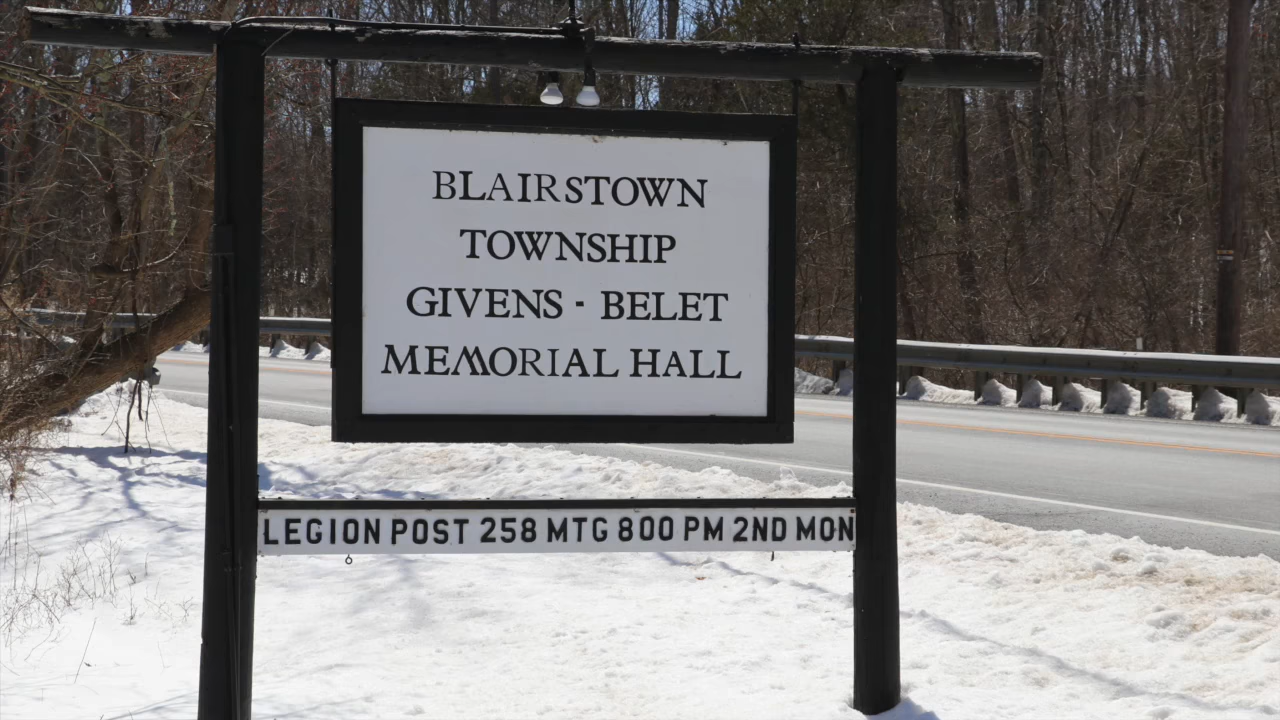 BLAIRSTOWN
TOWNSHIP
GIVENS - BELET
MEMORIAL HALL
LEGION POST 258 MTG 800 PM 2ND MON